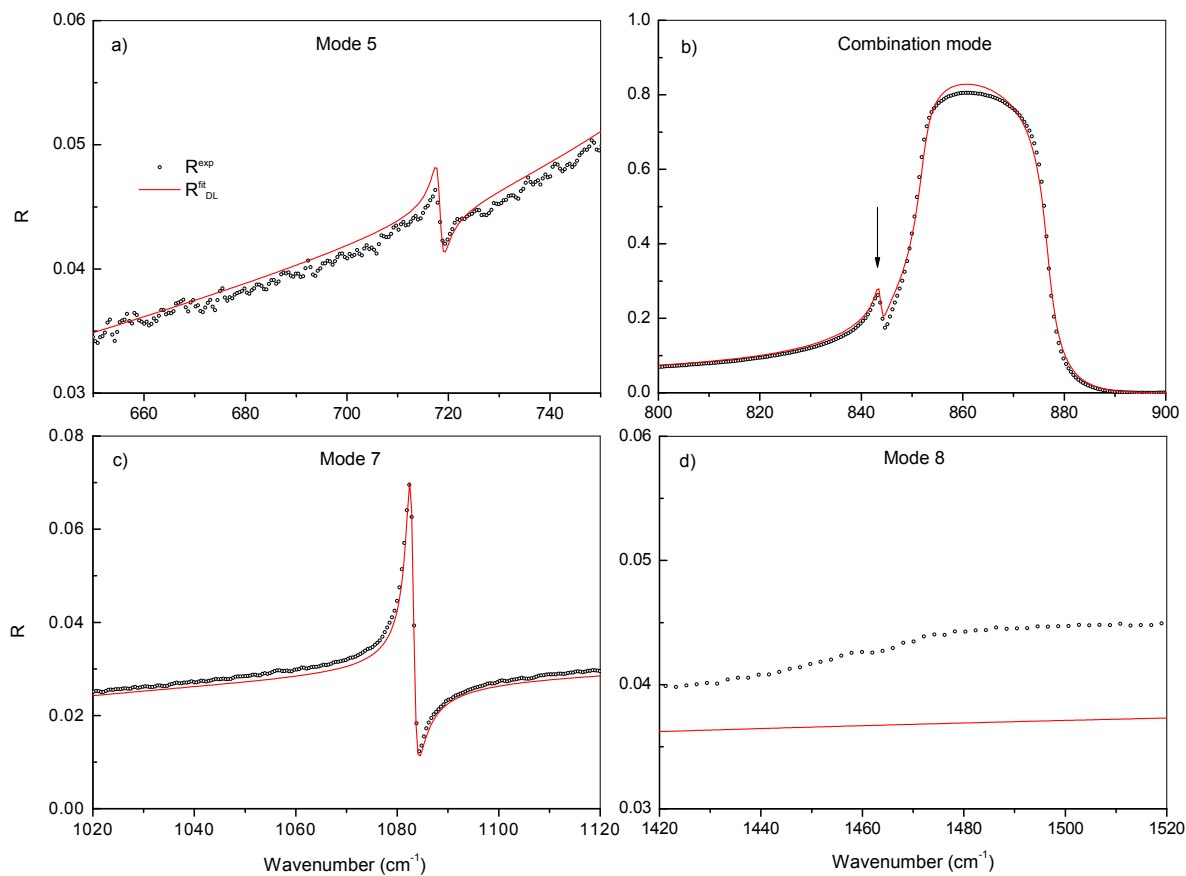 a) Mode 5
0.06
0.05
0.04
0.03
R
R^exp
R^fit_DL
660 680 700 720 740
b) Combination mode
1.0
0.8
0.6
0.4
0.2
0.0
800 820 840 860 880 900
c) Mode 7
0.08
0.06
0.04
0.02
0.00
R
1020 1040 1060 1080 1100 1120
Wavenumber (cm⁻¹)
d) Mode 8
0.06
0.05
0.04
0.03
1420 1440 1460 1480 1500 1520
Wavenumber (cm⁻¹)